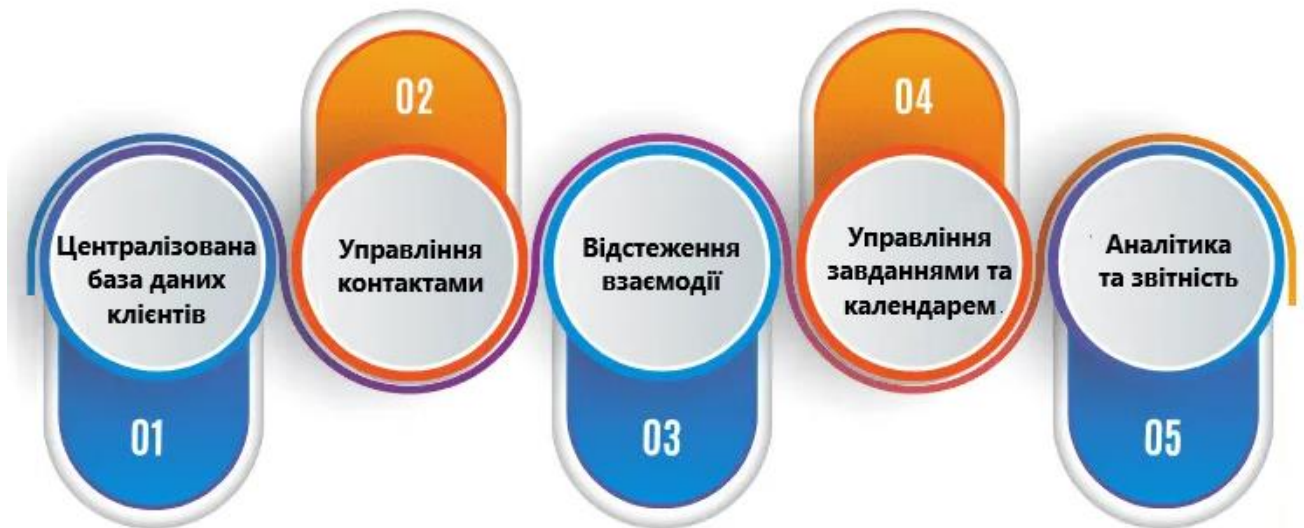 Централізована
база даних
клієнтів
01
02
Управління
контактами
Відстеження
взаємодії
03
04
Управління
завданнями та
календарем.
Аналітика
та звітність
05